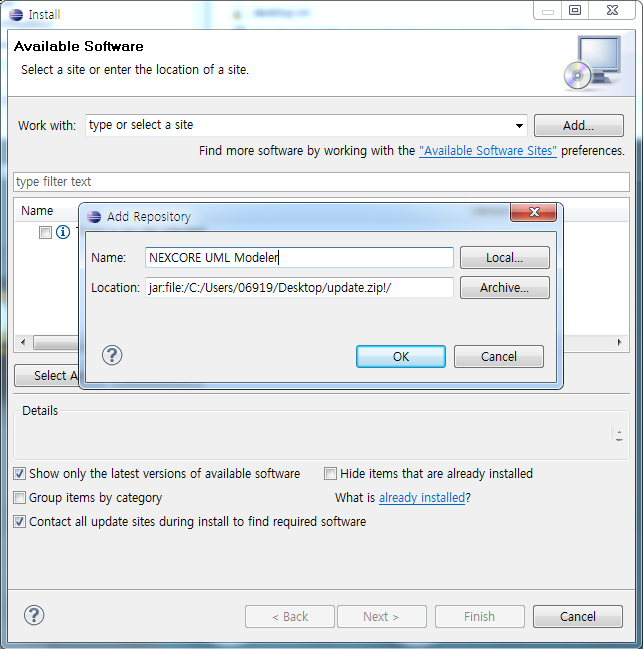 Install
Available Software
Select a site or enter the location of a site.
Work with: type or select a site Add...
Find more software by working with the "Available Software Sites" preferences.
type filter text
Name
Add Repository
Name: NEXCORE UML Modeler Local...
Location: jar:file:/C:/Users/06919/Desktop/update.zip!/ Archive...
OK Cancel
Select A
Details
Show only the latest versions of available software Hide items that are already installed
Group items by category What is already installed?
Contact all update sites during install to find required software
< Back Next > Finish Cancel